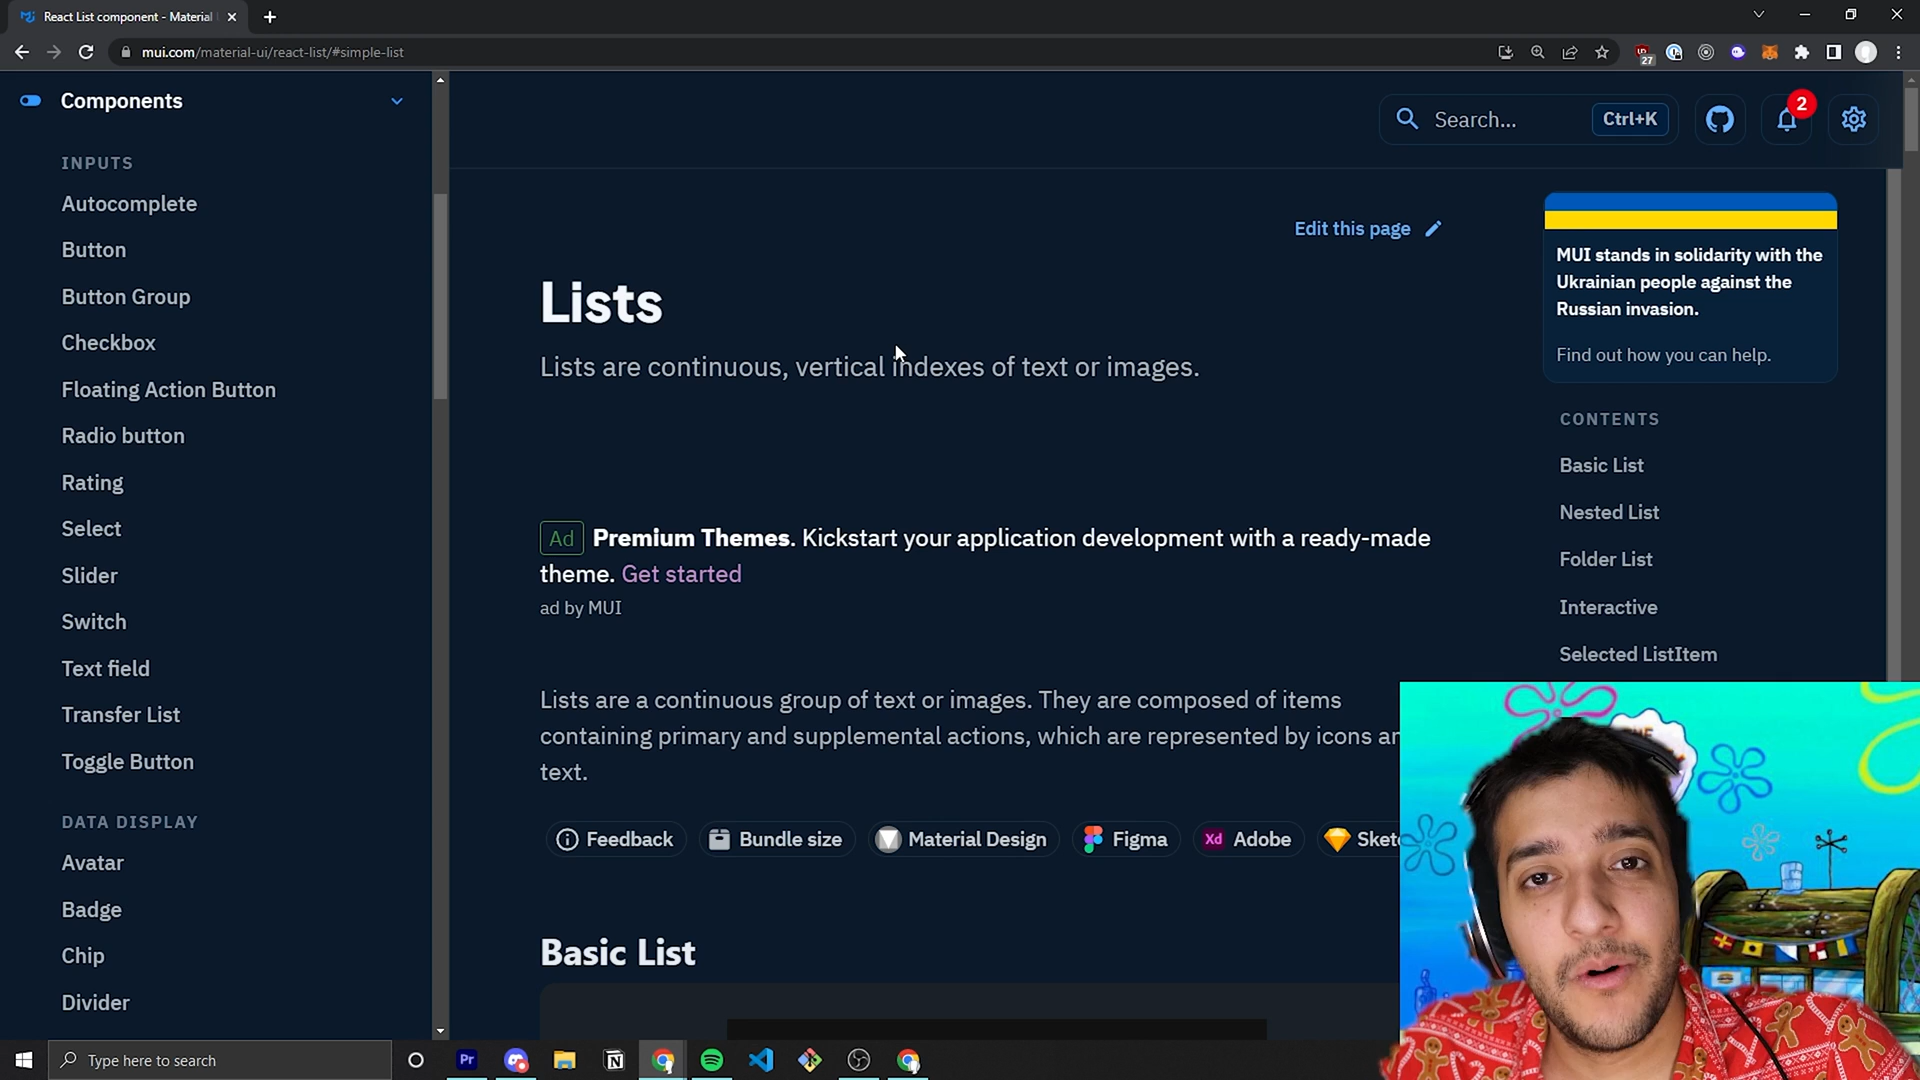 React List component - Material
mui.com/material-ui/react-list/#simple-list
27
Components
INPUTS
Autocomplete
Button
Button Group
Checkbox
Floating Action Button
Radio button
Rating
Select
Slider
Switch
Text field
Transfer List
Toggle Button
DATA DISPLAY
Avatar
Badge
Chip
Divider
Search...
Ctrl+K
2
Edit this page
Lists
Lists are continuous, vertical indexes of text or images.
Ad Premium Themes. Kickstart your application development with a ready-made
theme. Get started
ad by MUI
Lists are a continuous group of text or images. They are composed of items
containing primary and supplemental actions, which are represented by icons an
text.
Feedback
Bundle size
Material Design
Figma
Xd Adobe
Sketc
Basic List
MUI stands in solidarity with the
Ukrainian people against the
Russian invasion.
Find out how you can help.
CONTENTS
Basic List
Nested List
Folder List
Interactive
Selected ListItem
Type here to search
Pr